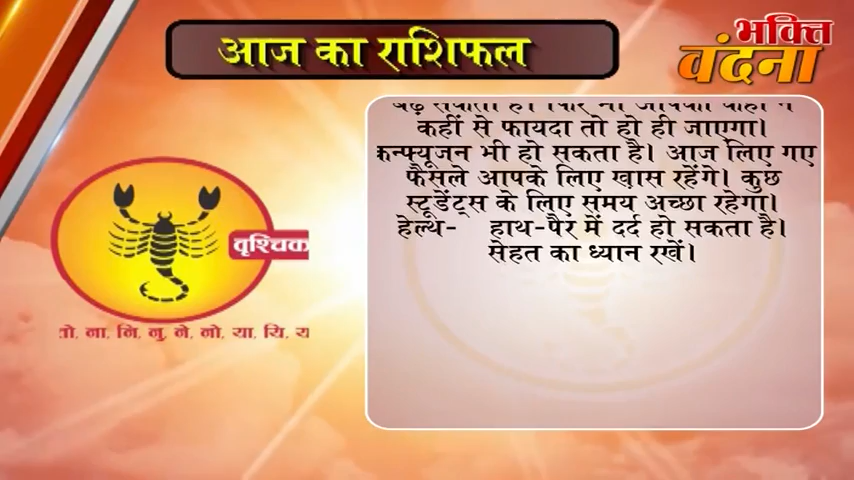 आज का राशिफल
भक्ति
वंदना
कहीं से फायदा तो हो ही जाएगा।
कन्फ्यूजन भी हो सकता है। आज लिए गए
फैसले आपके लिए खास रहेंगे। कुछ
स्टूडेंट्स के लिए समय अच्छा रहेगा।
हेल्थ- हाथ-पैर में दर्द हो सकता है।
सेहत का ध्यान रखें।
वृश्चिक
ना, नि, नु, ने, नो, या, यि,